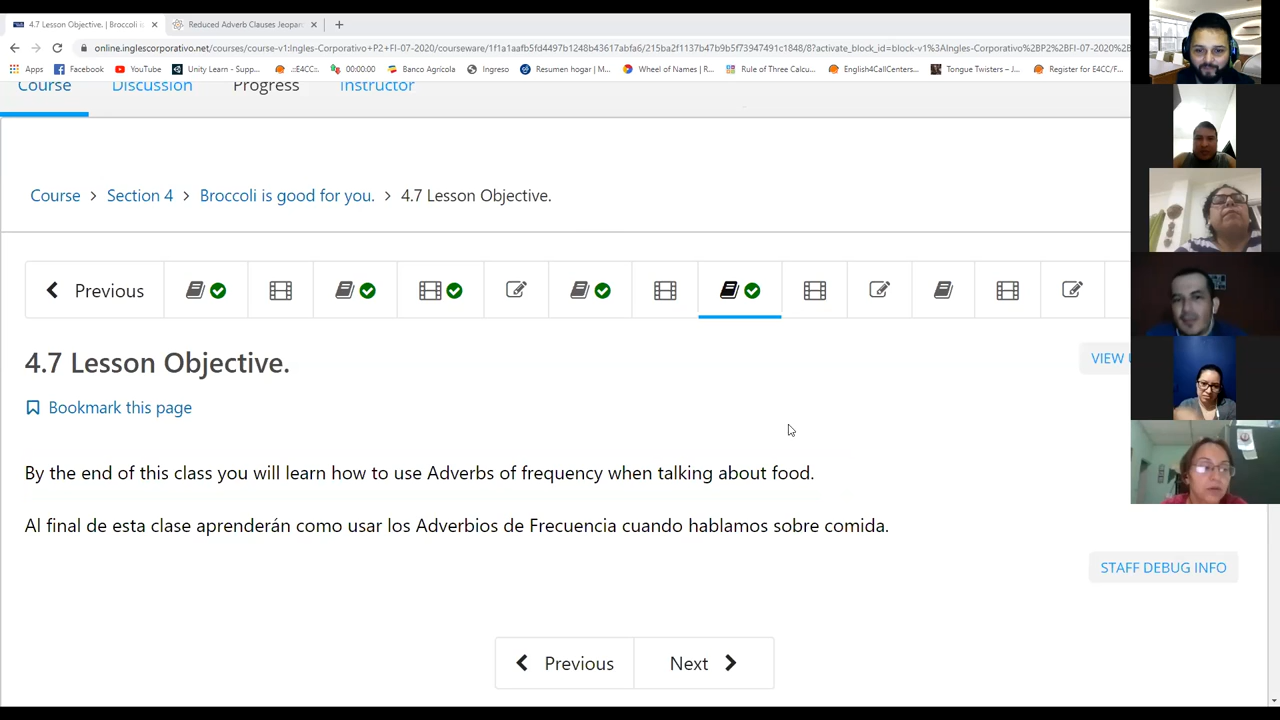 4.7 Lesson Objective. | Broccoli is
Reduced Adverb Clauses Jeopar
online.inglescorporativo.net/courses/course-v1:Ingles-Corporativo+P2+FI-07-2020/courseware/
Apps Facebook YouTube Unity Learn - Supp... .::E4CC::. 00:00000 Banco Agrícola Ingreso Resumen hogar | M... Wheel of Names | R... Rule of Three Calcu... English4CallCenters... Tongue Twisters – J... Register for E4CC/F...
Course Discussion Progress Instructor
Course > Section 4 > Broccoli is good for you. > 4.7 Lesson Objective.
Previous
4.7 Lesson Objective.
VIEW
Bookmark this page
By the end of this class you will learn how to use Adverbs of frequency when talking about food.
Al final de esta clase aprenderán como usar los Adverbios de Frecuencia cuando hablamos sobre comida.
STAFF DEBUG INFO
Previous Next